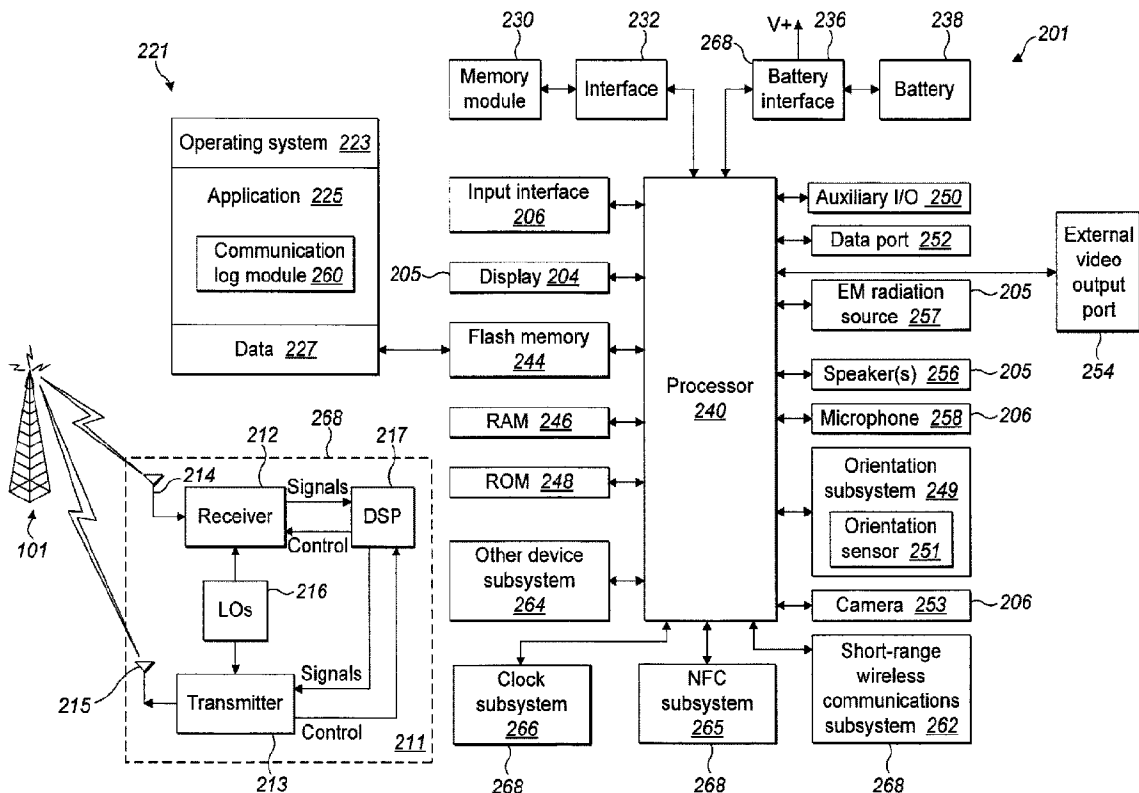 230
232
268
V+
236
238
201
221
Memory
module
Interface
Battery
interface
Battery
Operating system 223
Application 225
Communication
log module 260
Data 227
Input interface
206
205
Display 204
Flash memory
244
RAM 246
ROM 248
Other device
subsystem
264
Processor
240
Auxiliary I/O 250
Data port 252
EM radiation
source 257
205
External
video
output
port
254
Speaker(s) 256
205
Microphone 258
206
Orientation
subsystem 249
Orientation
sensor
251
Camera 253
206
101
268
212
217
214
Receiver
Signals
DSP
Control
LOs
216
215
Transmitter
Signals
Control
211
213
Clock
subsystem
266
268
NFC
subsystem
265
268
Short-range
wireless
communications
subsystem 262
268